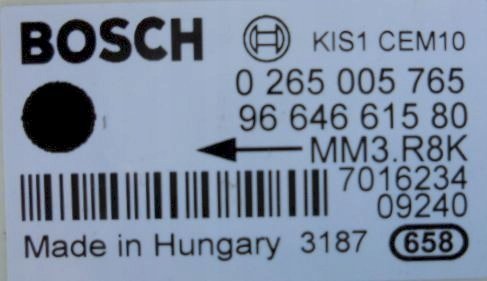 BOSCH KIS1 CEM10
0 265 005 765
96 646 615 80
MM3.R8K
7016234
09240
Made in Hungary 3187 658